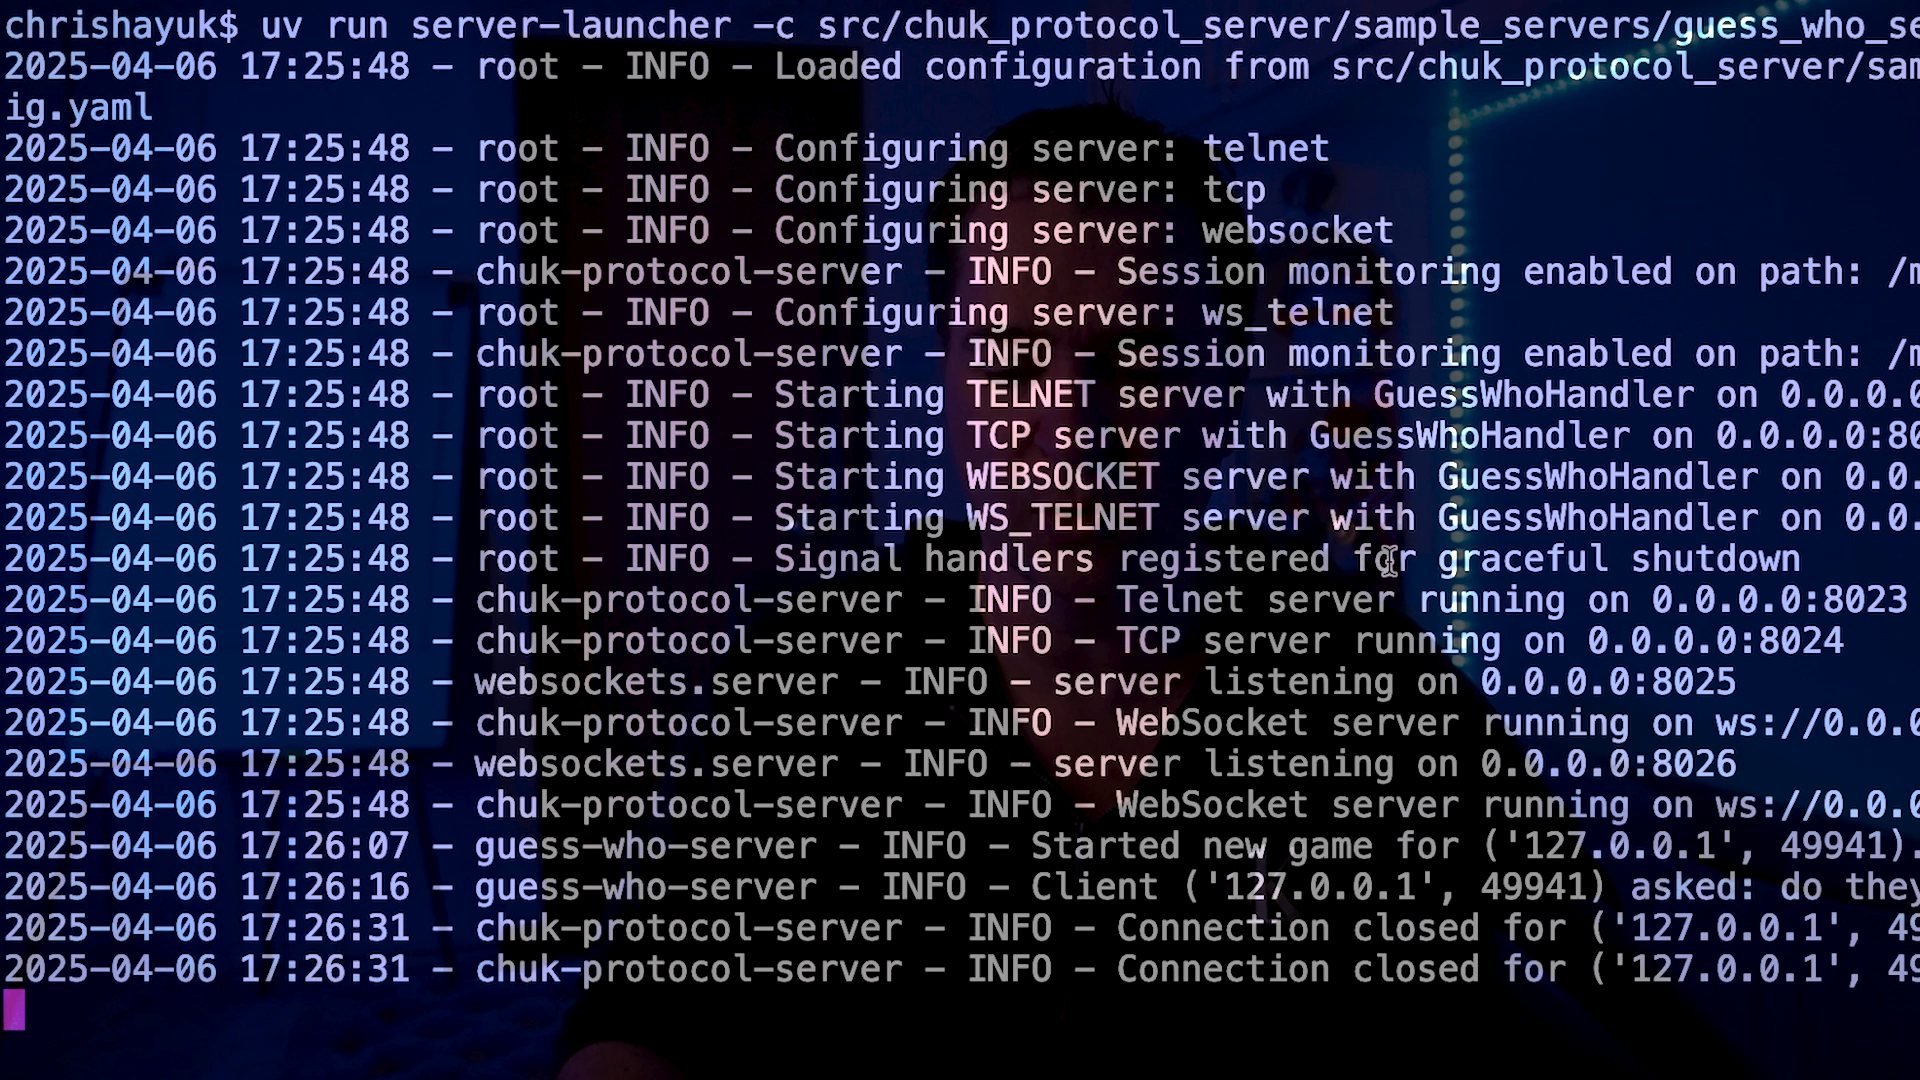 chrishayuk$ uv run server-launcher -c src/chuk_protocol_server/sample_servers/guess_who_se
2025-04-06 17:25:48 - root - INFO - Loaded configuration from src/chuk_protocol_server/sam
ig.yaml
2025-04-06 17:25:48 - root - INFO - Configuring server: telnet
2025-04-06 17:25:48 - root - INFO - Configuring server: tcp
2025-04-06 17:25:48 - root - INFO - Configuring server: websocket
2025-04-06 17:25:48 - chuk-protocol-server - INFO - Session monitoring enabled on path: /m
2025-04-06 17:25:48 - root - INFO - Configuring server: ws_telnet
2025-04-06 17:25:48 - chuk-protocol-server - INFO - Session monitoring enabled on path: /m
2025-04-06 17:25:48 - root - INFO - Starting TELNET server with GuessWhoHandler on 0.0.0.0
2025-04-06 17:25:48 - root - INFO - Starting TCP server with GuessWhoHandler on 0.0.0.0:80
2025-04-06 17:25:48 - root - INFO - Starting WEBSOCKET server with GuessWhoHandler on 0.0.
2025-04-06 17:25:48 - root - INFO - Starting WS_TELNET server with GuessWhoHandler on 0.0.
2025-04-06 17:25:48 - root - INFO - Signal handlers registered for graceful shutdown
2025-04-06 17:25:48 - chuk-protocol-server - INFO - Telnet server running on 0.0.0.0:8023
2025-04-06 17:25:48 - chuk-protocol-server - INFO - TCP server running on 0.0.0.0:8024
2025-04-06 17:25:48 - websockets.server - INFO - server listening on 0.0.0.0:8025
2025-04-06 17:25:48 - chuk-protocol-server - INFO - WebSocket server running on ws://0.0.0
2025-04-06 17:25:48 - websockets.server - INFO - server listening on 0.0.0.0:8026
2025-04-06 17:25:48 - chuk-protocol-server - INFO - WebSocket server running on ws://0.0.0
2025-04-06 17:26:07 - guess-who-server - INFO - Started new game for ('127.0.0.1', 49941).
2025-04-06 17:26:16 - guess-who-server - INFO - Client ('127.0.0.1', 49941) asked: do they
2025-04-06 17:26:31 - chuk-protocol-server - INFO - Connection closed for ('127.0.0.1', 49
2025-04-06 17:26:31 - chuk-protocol-server - INFO - Connection closed for ('127.0.0.1', 49